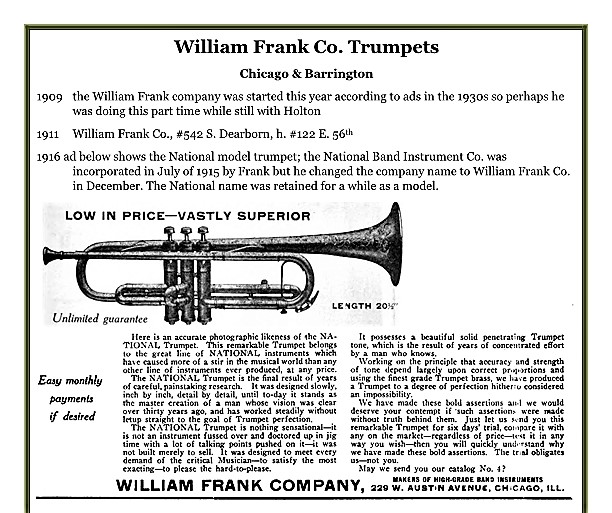 William Frank Co. Trumpets
Chicago & Barrington
1909 the William Frank company was started this year according to ads in the 1930s so perhaps he
was doing this part time while still with Holton
1911 William Frank Co., #542 S. Dearborn, h. #122 E. 56th
1916 ad below shows the National model trumpet; the National Band Instrument Co. was
incorporated in July of 1915 by Frank but he changed the company name to William Frank Co.
in December. The National name was retained for a while as a model.
LOW IN PRICE—VASTLY SUPERIOR
LENGTH 20½"
Unlimited guarantee
Easy monthly
payments
if desired
Here is an accurate photographic likeness of the NA-
TIONAL Trumpet. This remarkable Trumpet belongs
to the great line of NATIONAL instruments which
have caused more of a stir in the musical world than any
other line of instruments ever produced, at any price.
The NATIONAL Trumpet is the final result of years
of careful, painstaking research. It was designed slowly,
inch by inch, detail by detail, until to-day it stands as
the master creation of a man whose vision was clear
over thirty years ago, and has worked steadily without
letup straight to the goal of Trumpet perfection.
The NATIONAL Trumpet is nothing sensational—it
is not an instrument fussed over and doctored up in jig
time with a lot of talking points pushed on it—it was
not built merely to sell. It was designed to meet every
demand of the critical Musician—to satisfy the most
exacting—to please the hard-to-please.
It possesses a beautiful solid penetrating Trumpet
tone, which is the result of years of concentrated effort
by a man who knows.
Working on the principle that accuracy and strength
of tone depend largely upon correct proportions and
using the finest grade Trumpet brass, we have produced
a Trumpet to a degree of perfection hitherto considered
an impossibility.
We have made these bold assertions and we would
deserve your contempt if such assertions were made
without truth behind them. Just let us send you this
remarkable Trumpet for six days' trial, compare it with
any on the market—regardless of price—test it in any
way you wish—then you will quickly understand why
we have made these bold assertions. The trial obligates
us—not you.
May we send you our catalog No. 4?
WILLIAM FRANK COMPANY, MAKERS OF HIGH-GRADE BAND INSTRUMENTS
229 W. AUSTIN AVENUE, CHICAGO, ILL.